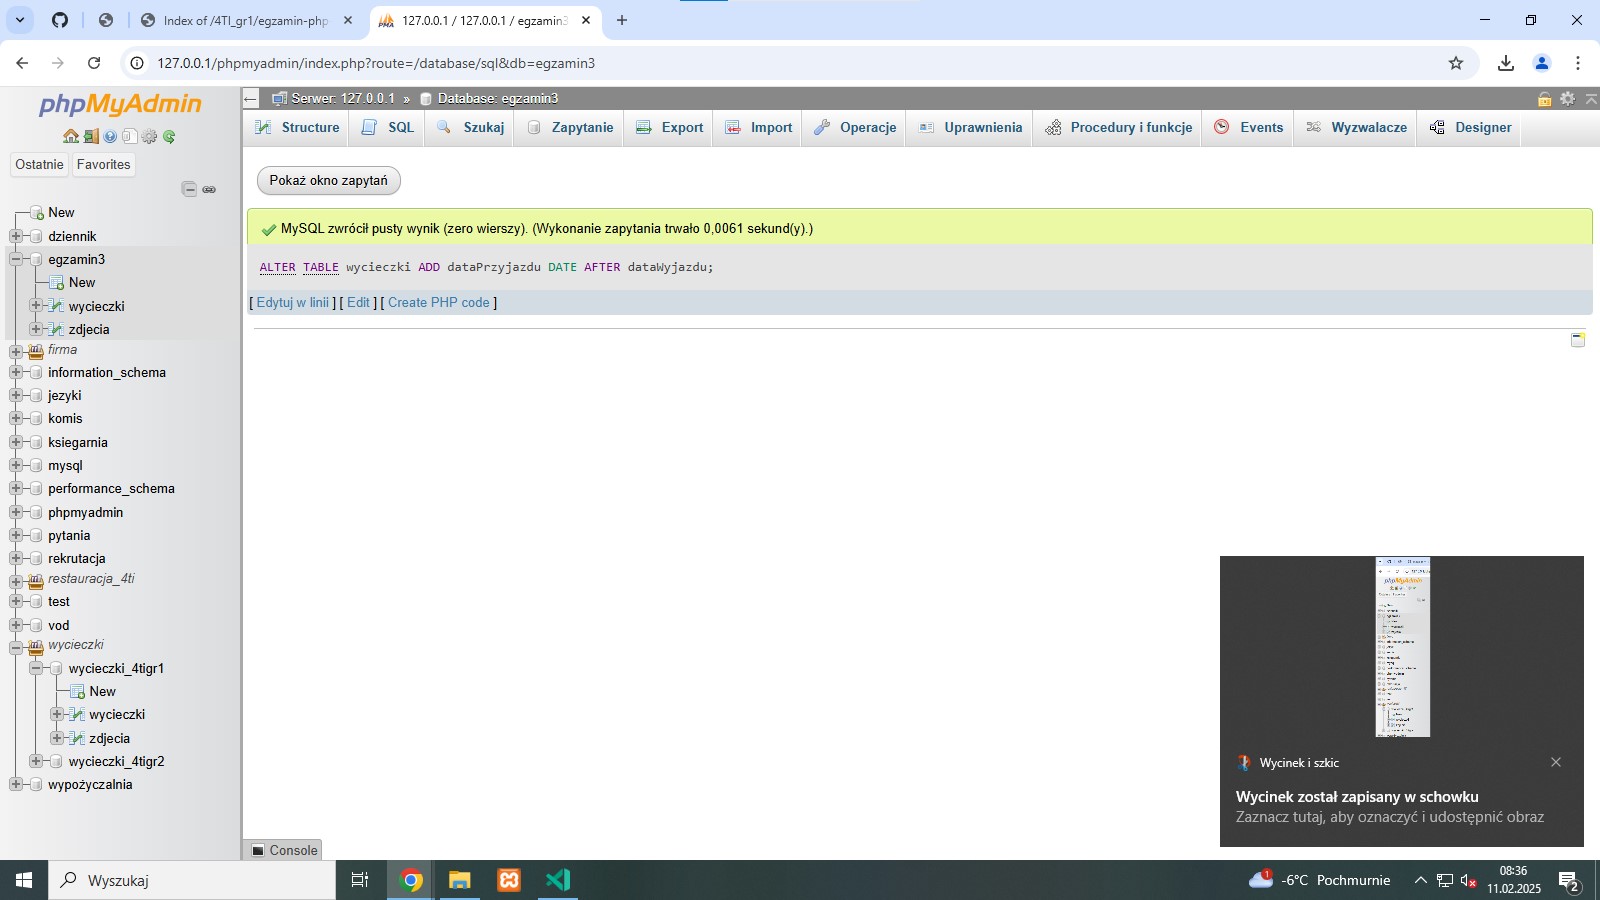 Index of /4TI_gr1/egzamin-php
127.0.0.1 / 127.0.0.1 / egzamin3
127.0.0.1/phpmyadmin/index.php?route=/database/sql&db=egzamin3
phpMyAdmin
Ostatnie
Favorites
New
dziennik
egzamin3
New
wycieczki
zdjecia
firma
information_schema
jezyki
komis
ksiegarnia
mysql
performance_schema
phpmyadmin
pytania
rekrutacja
restauracja_4ti
test
vod
wycieczki
wycieczki_4tigr1
New
wycieczki
zdjecia
wycieczki_4tigr2
wypożyczalnia
Serwer: 127.0.0.1 » Database: egzamin3
Structure
SQL
Szukaj
Zapytanie
Export
Import
Operacje
Uprawnienia
Procedury i funkcje
Events
Wyzwalacze
Designer
Pokaż okno zapytań
MySQL zwrócił pusty wynik (zero wierszy). (Wykonanie zapytania trwało 0,0061 sekund(y).)
ALTER TABLE wycieczki ADD dataPrzyjazdu DATE AFTER dataWyjazdu;
[ Edytuj w linii ] [ Edit ] [ Create PHP code ]
Wycinek i szkic
Wycinek został zapisany w schowku
Zaznacz tutaj, aby oznaczyć i udostępnić obraz
Console
Wyszukaj
1
-6°C Pochmurnie
08:36
11.02.2025
2